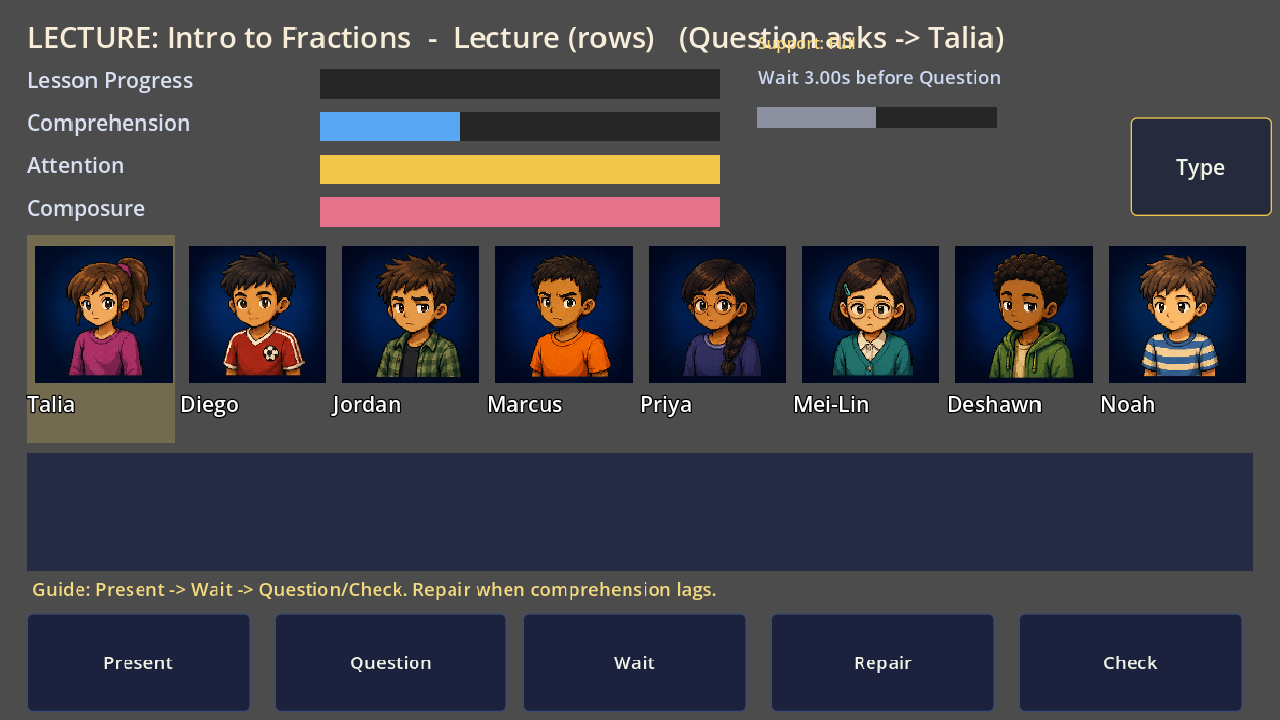 LECTURE: Intro to Fractions - Lecture (rows) (Question asks -> Talia)
Support: Full
Lesson Progress
Wait 3.00s before Question
Comprehension
Attention
Composure
Type
Talia
Diego
Jordan
Marcus
Priya
Mei-Lin
Deshawn
Noah
Guide: Present -> Wait -> Question/Check. Repair when comprehension lags.
Present
Question
Wait
Repair
Check